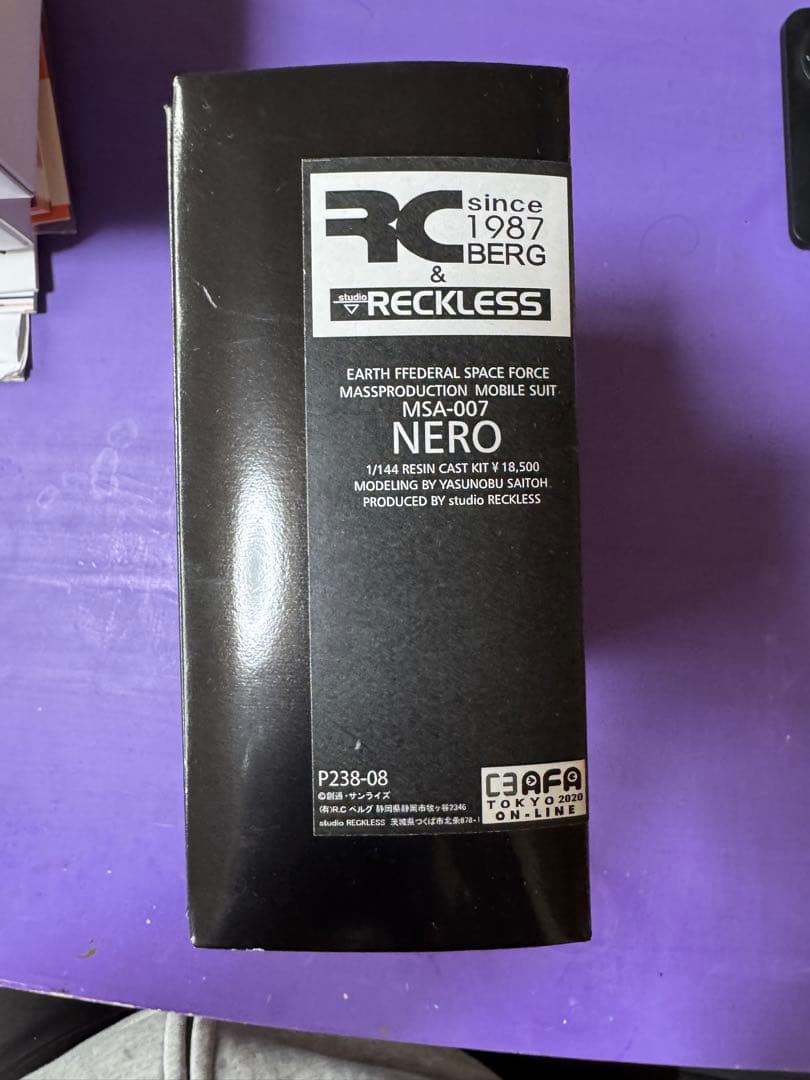 RC since
1987
BERG
&
studio RECKLESS
EARTH FFEDERAL SPACE FORCE
MASSPRODUCTION MOBILE SUIT
MSA-007
NERO
1/144 RESIN CAST KIT ¥ 18,500
MODELING BY YASUNOBU SAITOH
PRODUCED BY studio RECKLESS
P238-08
©創通・サンライズ
(有)R.C ベルグ 静岡県静岡市牧ヶ谷2346
studio RECKLESS 茨城県つくば市北条878-1
C3AFA
TOKYO 2020
ON-LINE